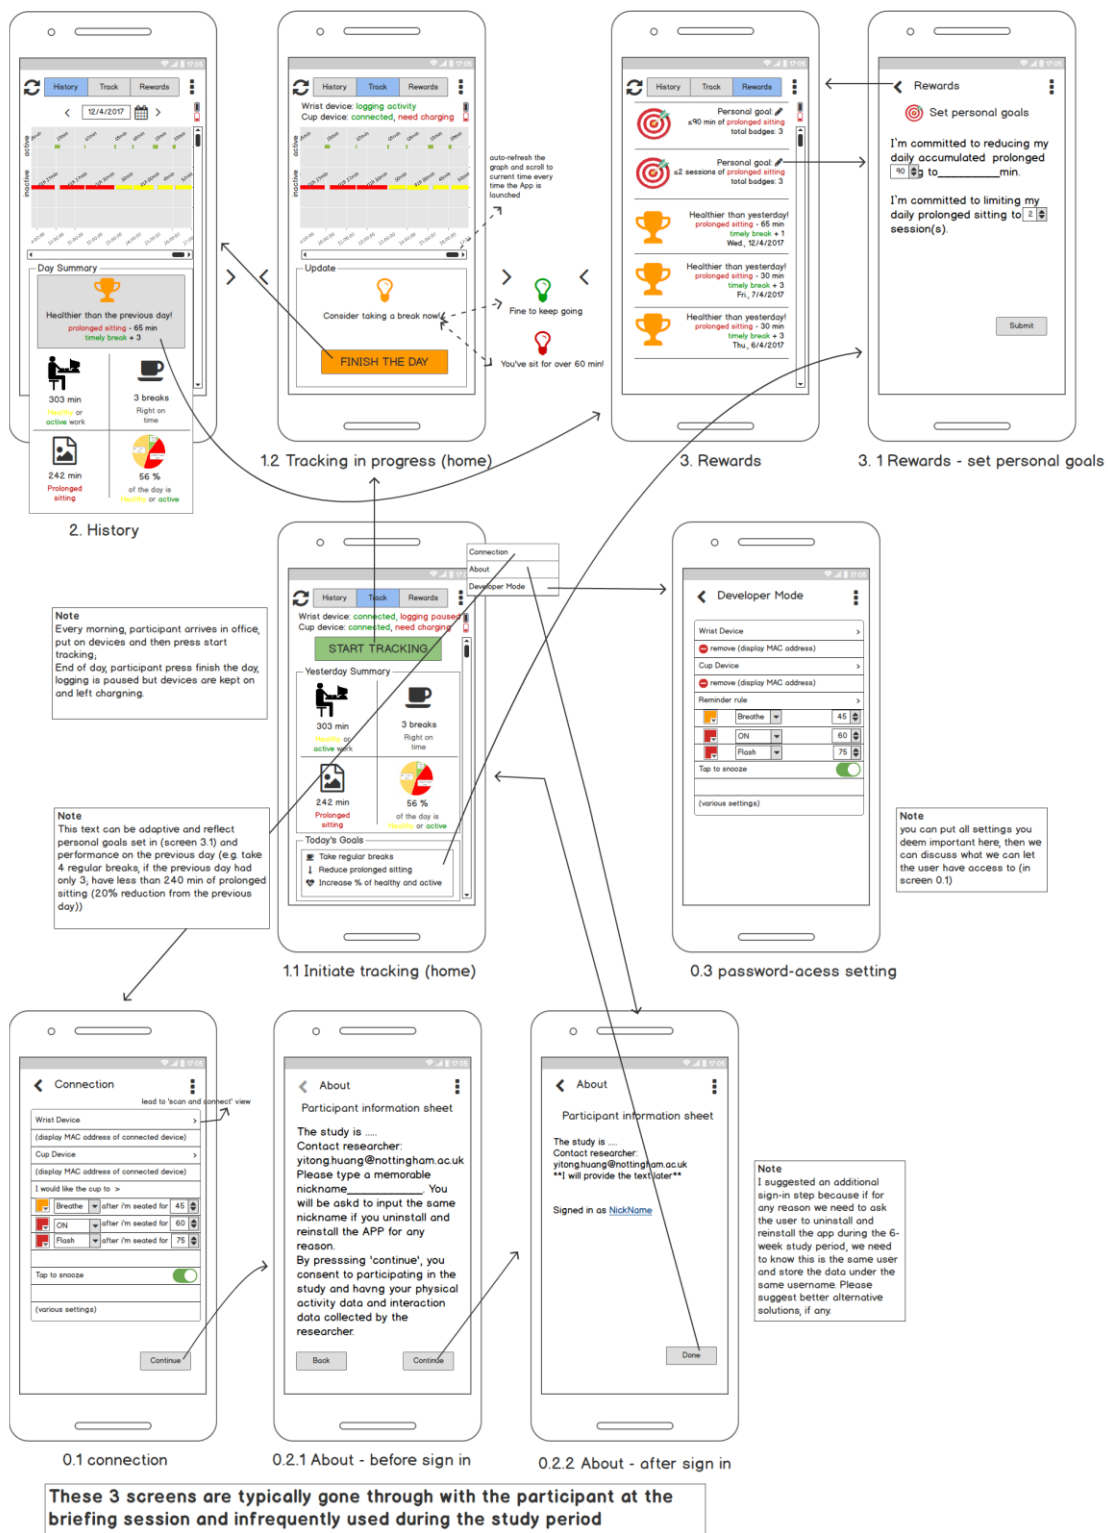 17:05
History
Track
Rewards
12/4/2017
active
inactive
Day Summary
Healthier than the previous day!
prolonged sitting - 65 min
timely break + 3
303 min
Healthy or
active work
3 breaks
Right on
time
242 min
Prolonged
sitting
56 %
of the day is
Healthy or active
2. History
17:05
History
Track
Rewards
Wrist device: logging activity
Cup device: connected, need charging
Update
Consider taking a break now!
FINISH THE DAY
1.2 Tracking in progress (home)
auto-refresh the
graph and scroll to
current time every
time the App is
launched
Fine to keep going
You've sit for over 60 min!
17:05
History
Track
Rewards
Personal goal:
≤90 min of prolonged sitting
total badges: 3
Personal goal:
≤2 sessions of prolonged sitting
total badges: 3
Healthier than yesterday!
prolonged sitting - 65 min
timely break + 1
Wed., 12/4/2017
Healthier than yesterday!
prolonged sitting - 30 min
timely break + 3
Fri., 7/4/2017
Healthier than yesterday!
prolonged sitting - 30 min
timely break + 3
Thu., 6/4/2017
3. Rewards
17:05
Rewards
Set personal goals
I'm committed to reducing my
daily accumulated prolonged
90 g to__________min.
I'm committed to limiting my
daily prolonged sitting to 2
session(s).
Submit
3. 1 Rewards - set personal goals
Note
Every morning, participant arrives in office,
put on devices and then press start
tracking;
End of day, participant press finish the day,
logging is paused but devices are kept on
and left chargning.
Note
This text can be adaptive and reflect
personal goals set in (screen 3.1) and
performance on the previous day (e.g. take
4 regular breaks, if the previous day had
only 3; have less than 240 min of prolonged
sitting (20% reduction from the previous
day))
Connection
About
Developer Mode
History
Track
Rewards
Wrist device: connected, logging paused
Cup device: connected, need charging
START TRACKING
Yesterday Summary
303 min
Healthy or
active work
3 breaks
Right on
time
242 min
Prolonged
sitting
56 %
of the day is
Healthy or active
Today's Goals
Take regular breaks
Reduce prolonged sitting
Increase % of healthy and active
1.1 Initiate tracking (home)
17:05
Developer Mode
Wrist Device >
remove (display MAC address)
Cup Device >
remove (display MAC address)
Reminder rule >
Breathe 45
ON 60
Flash 75
Tap to snooze
(various settings)
0.3 password-acess setting
Note
you can put all settings you
deem important here, then we
can discuss what we can let
the user have access to (in
screen 0.1)
17:05
Connection
lead to 'scan and connect' view
Wrist Device >
(display MAC address of connected device)
Cup Device >
(display MAC address of connected device)
I would like the cup to >
Breathe after i'm seated for 45
ON after i'm seated for 60
Flash after i'm seated for 75
Tap to snooze
(various settings)
Continue
0.1 connection
17:05
About
Participant information sheet
The study is .....
Contact researcher:
yitong.huang@nottingham.ac.uk
Please type a memorable
nickname____________. You
will be askd to input the same
nickname if you uninstall and
reinstall the APP for any
reason.
By presssing 'continue', you
consent to participating in the
study and havng your physical
activity data and interaction
data collected by the
researcher.
Back
Continue
0.2.1 About - before sign in
17:05
About
Participant information sheet
The study is .....
Contact researcher:
yitong.huang@nottingham.ac.uk
**I will provide the text later**
Signed in as NickName
Done
0.2.2 About - after sign in
Note
I suggested an additional
sign-in step because if for
any reason we need to ask
the user to uninstall and
reinstall the app during the 6-
week study period, we need
to know this is the same user
and store the data under the
same username. Please
suggest better alternative
solutions, if any.
These 3 screens are typically gone through with the participant at the
briefing session and infrequently used during the study period